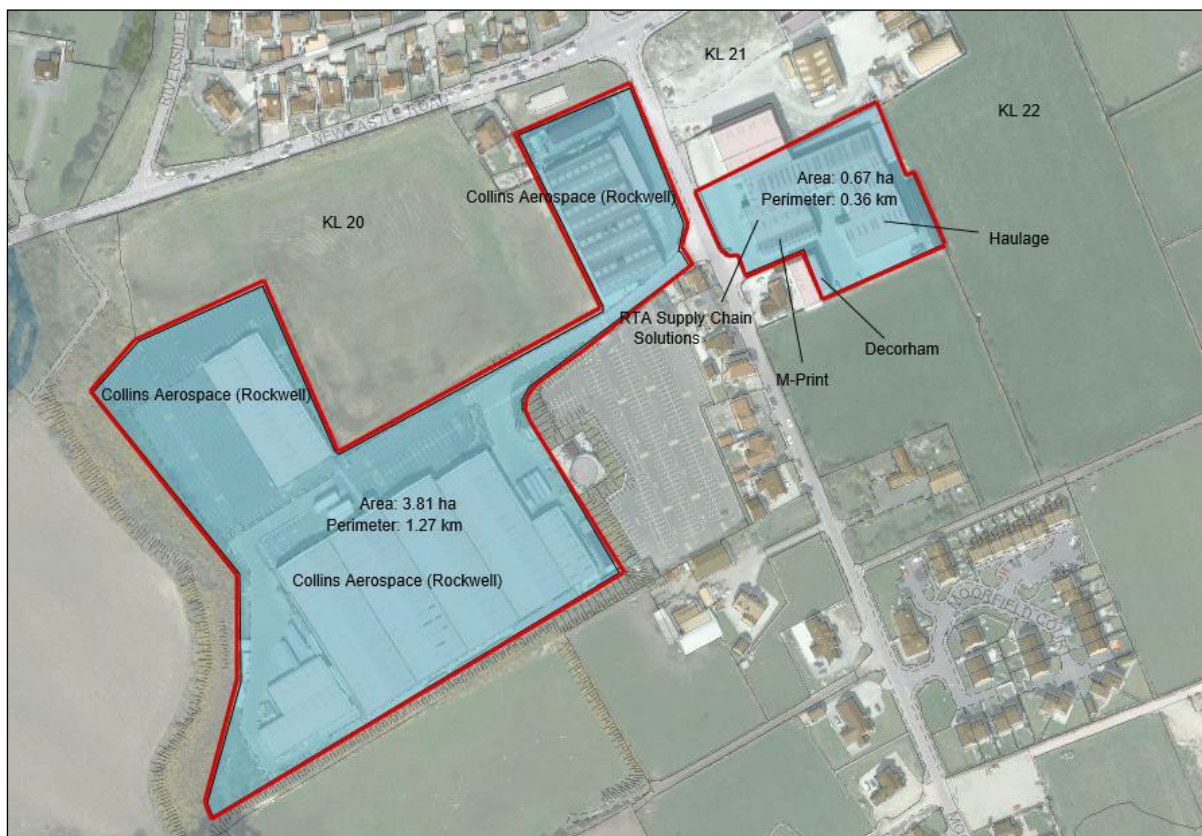 RIVERSIDE
NEWCASTLE ROAD
KL 21
KL 22
KL 20
Collins Aerospace (Rockwell)
Area: 0.67 ha
Perimeter: 0.36 km
Haulage
RTA Supply Chain
Solutions
Decorham
M-Print
Collins Aerospace (Rockwell)
Area: 3.81 ha
Perimeter: 1.27 km
Collins Aerospace (Rockwell)